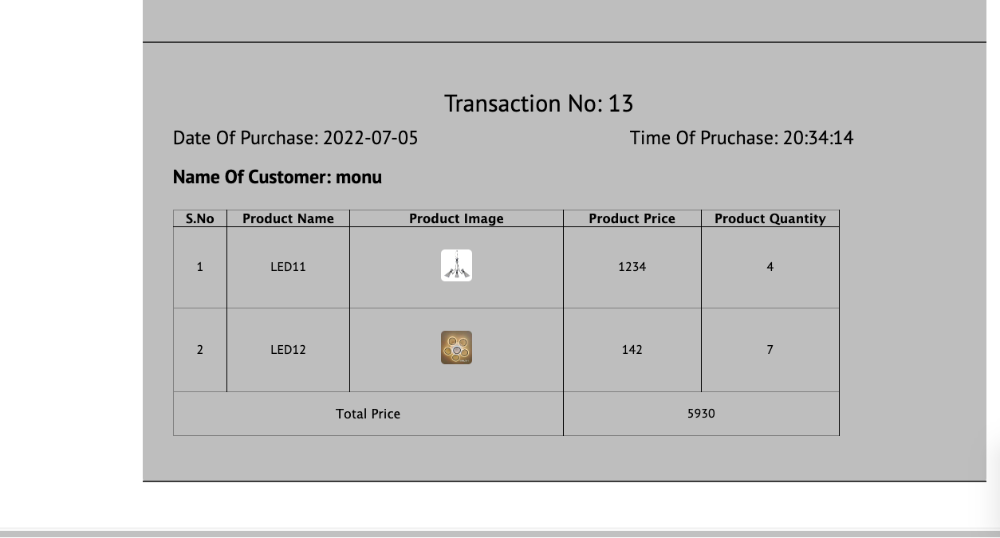 Transaction No: 13
Date Of Purchase: 2022-07-05 Time Of Pruchase: 20:34:14
Name Of Customer: monu
S.No Product Name Product Image Product Price Product Quantity
1 LED11 1234 4
2 LED12 142 7
Total Price 5930